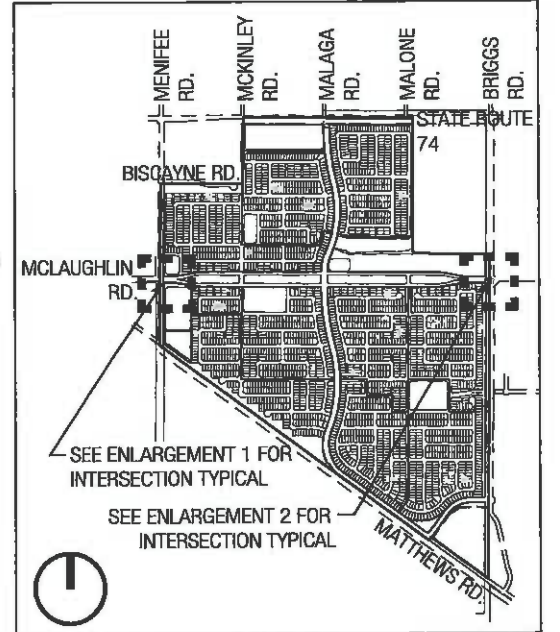 MENIFEE
RD.
MCKINLEY
RD.
MALAGA
RD.
MALONE
RD.
BRIGGS
RD.
STATE ROUTE
74
BISCAYNE RD.
MCLAUGHLIN
RD.
SEE ENLARGEMENT 1 FOR
INTERSECTION TYPICAL
SEE ENLARGEMENT 2 FOR
INTERSECTION TYPICAL
MATTHEWS RD.